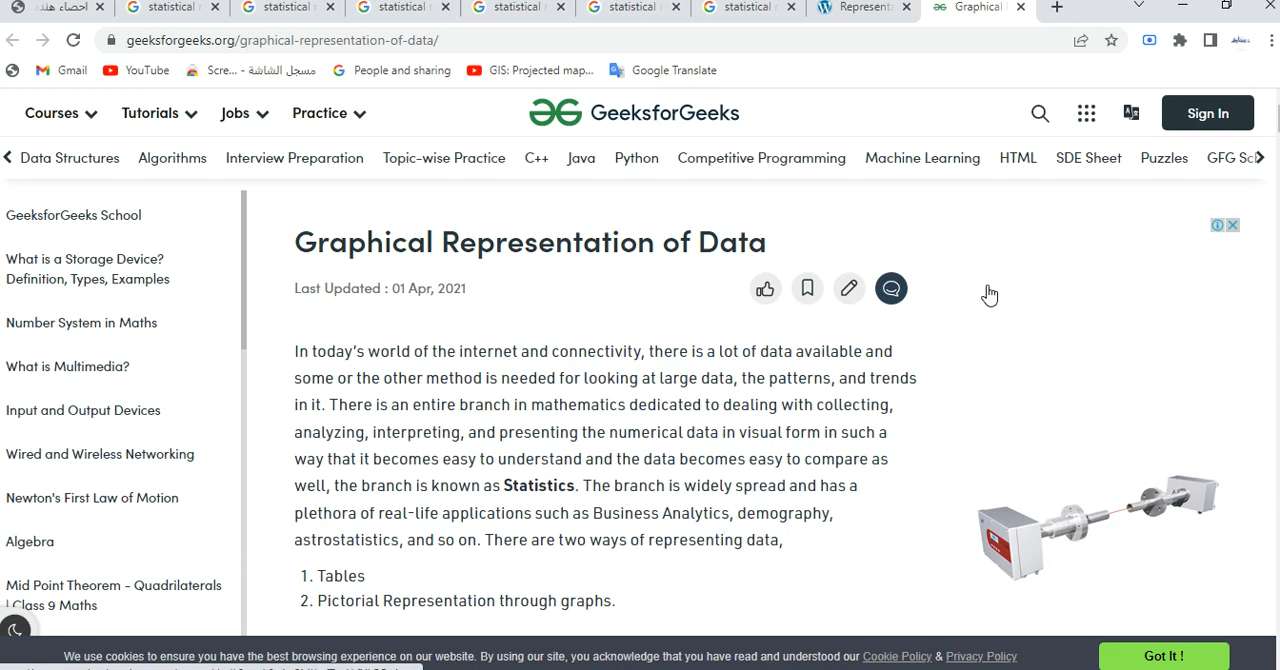 احصاء هند
statistical
statistical
statistical
statistical
statistical
statistical
Represent
Graphical
geeksforgeeks.org/graphical-representation-of-data/
Gmail YouTube Scre... - مسجل الشاشة People and sharing GIS: Projected map... Google Translate
Courses Tutorials Jobs Practice GeeksforGeeks Sign In
Data Structures Algorithms Interview Preparation Topic-wise Practice C++ Java Python Competitive Programming Machine Learning HTML SDE Sheet Puzzles GFG Sc
GeeksforGeeks School
What is a Storage Device?
Definition, Types, Examples
Number System in Maths
What is Multimedia?
Input and Output Devices
Wired and Wireless Networking
Newton's First Law of Motion
Algebra
Mid Point Theorem - Quadrilaterals
| Class 9 Maths
Graphical Representation of Data
Last Updated : 01 Apr, 2021
In today's world of the internet and connectivity, there is a lot of data available and
some or the other method is needed for looking at large data, the patterns, and trends
in it. There is an entire branch in mathematics dedicated to dealing with collecting,
analyzing, interpreting, and presenting the numerical data in visual form in such a
way that it becomes easy to understand and the data becomes easy to compare as
well, the branch is known as Statistics. The branch is widely spread and has a
plethora of real-life applications such as Business Analytics, demography,
astrostatistics, and so on. There are two ways of representing data,
1. Tables
2. Pictorial Representation through graphs.
We use cookies to ensure you have the best browsing experience on our website. By using our site, you acknowledge that you have read and understood our Cookie Policy & Privacy Policy
Got It !